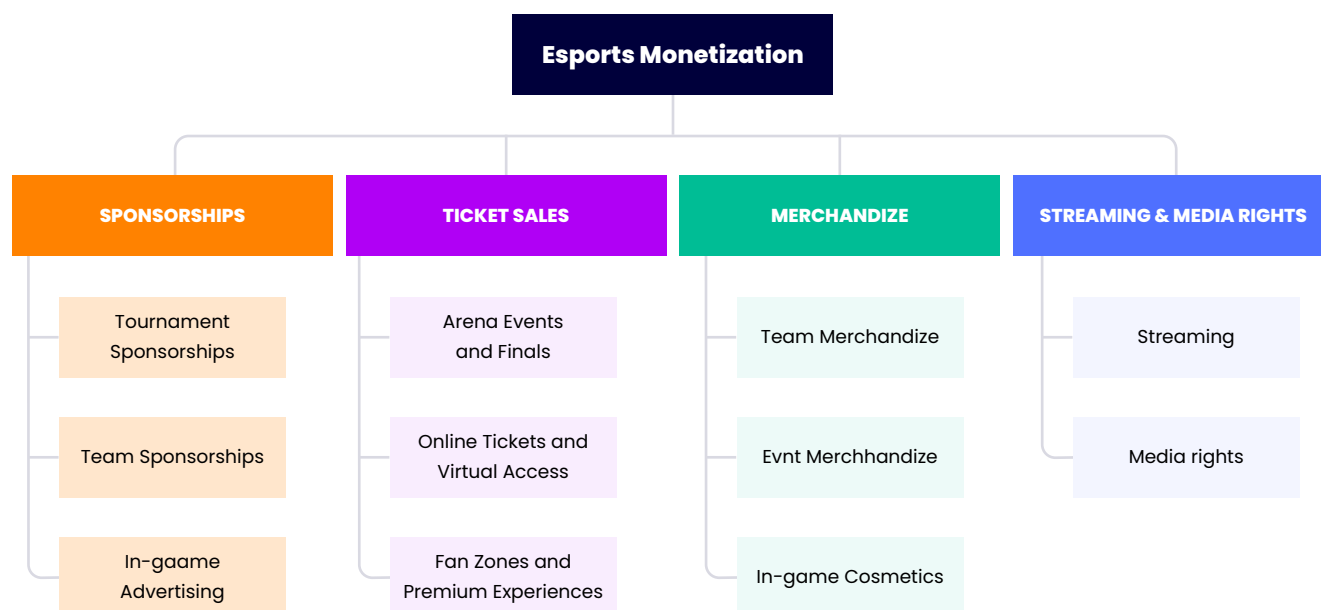 Esports Monetization
SPONSORSHIPS
TICKET SALES
MERCHANDIZE
STREAMING & MEDIA RIGHTS
Tournament
Sponsorships
Arena Events
and Finals
Team Merchandize
Streaming
Team Sponsorships
Online Tickets and
Virtual Access
Evnt Merchhandize
Media rights
In-gaame
Advertising
Fan Zones and
Premium Experiences
In-game Cosmetics